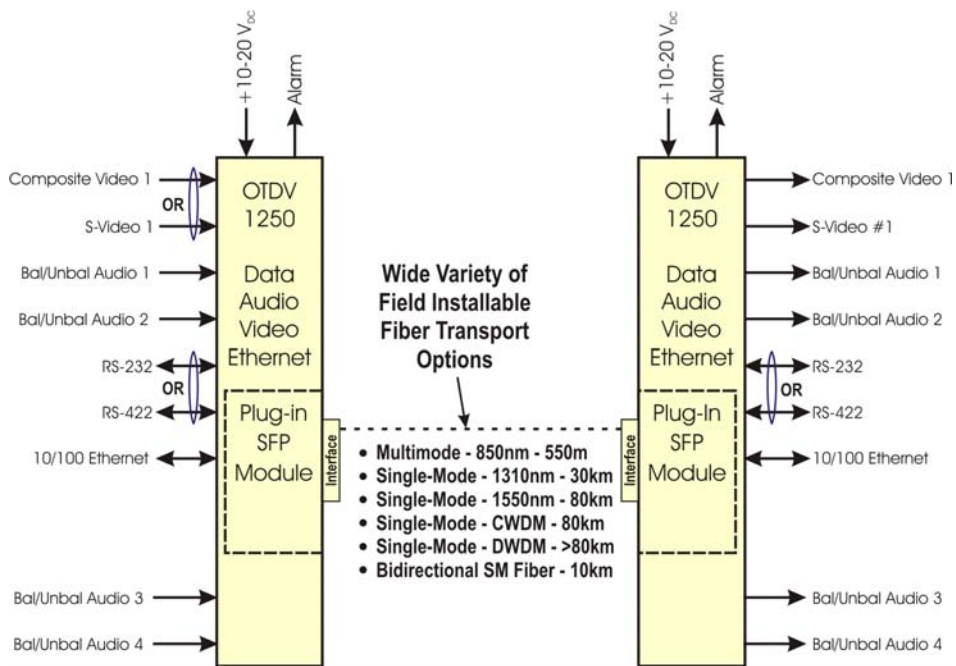 +10-20 VDC
Alarm
Composite Video 1
OR
S-Video 1
Bal/Unbal Audio 1
Bal/Unbal Audio 2
RS-232
OR
RS-422
10/100 Ethernet
Bal/Unbal Audio 3
Bal/Unbal Audio 4
OTDV
1250
Data
Audio
Video
Ethernet
Plug-in
SFP
Module
Interface
Wide Variety of
Field Installable
Fiber Transport
Options
• Multimode - 850nm - 550m
• Single-Mode - 1310nm - 30km
• Single-Mode - 1550nm - 80km
• Single-Mode - CWDM - 80km
• Single-Mode - DWDM - >80km
• Bidirectional SM Fiber - 10km
+10-20 VDC
Alarm
Interface
OTDV
1250
Data
Audio
Video
Ethernet
Plug-In
SFP
Module
Composite Video 1
S-Video #1
Bal/Unbal Audio 1
Bal/Unbal Audio 2
RS-232
OR
RS-422
10/100 Ethernet
Bal/Unbal Audio 3
Bal/Unbal Audio 4